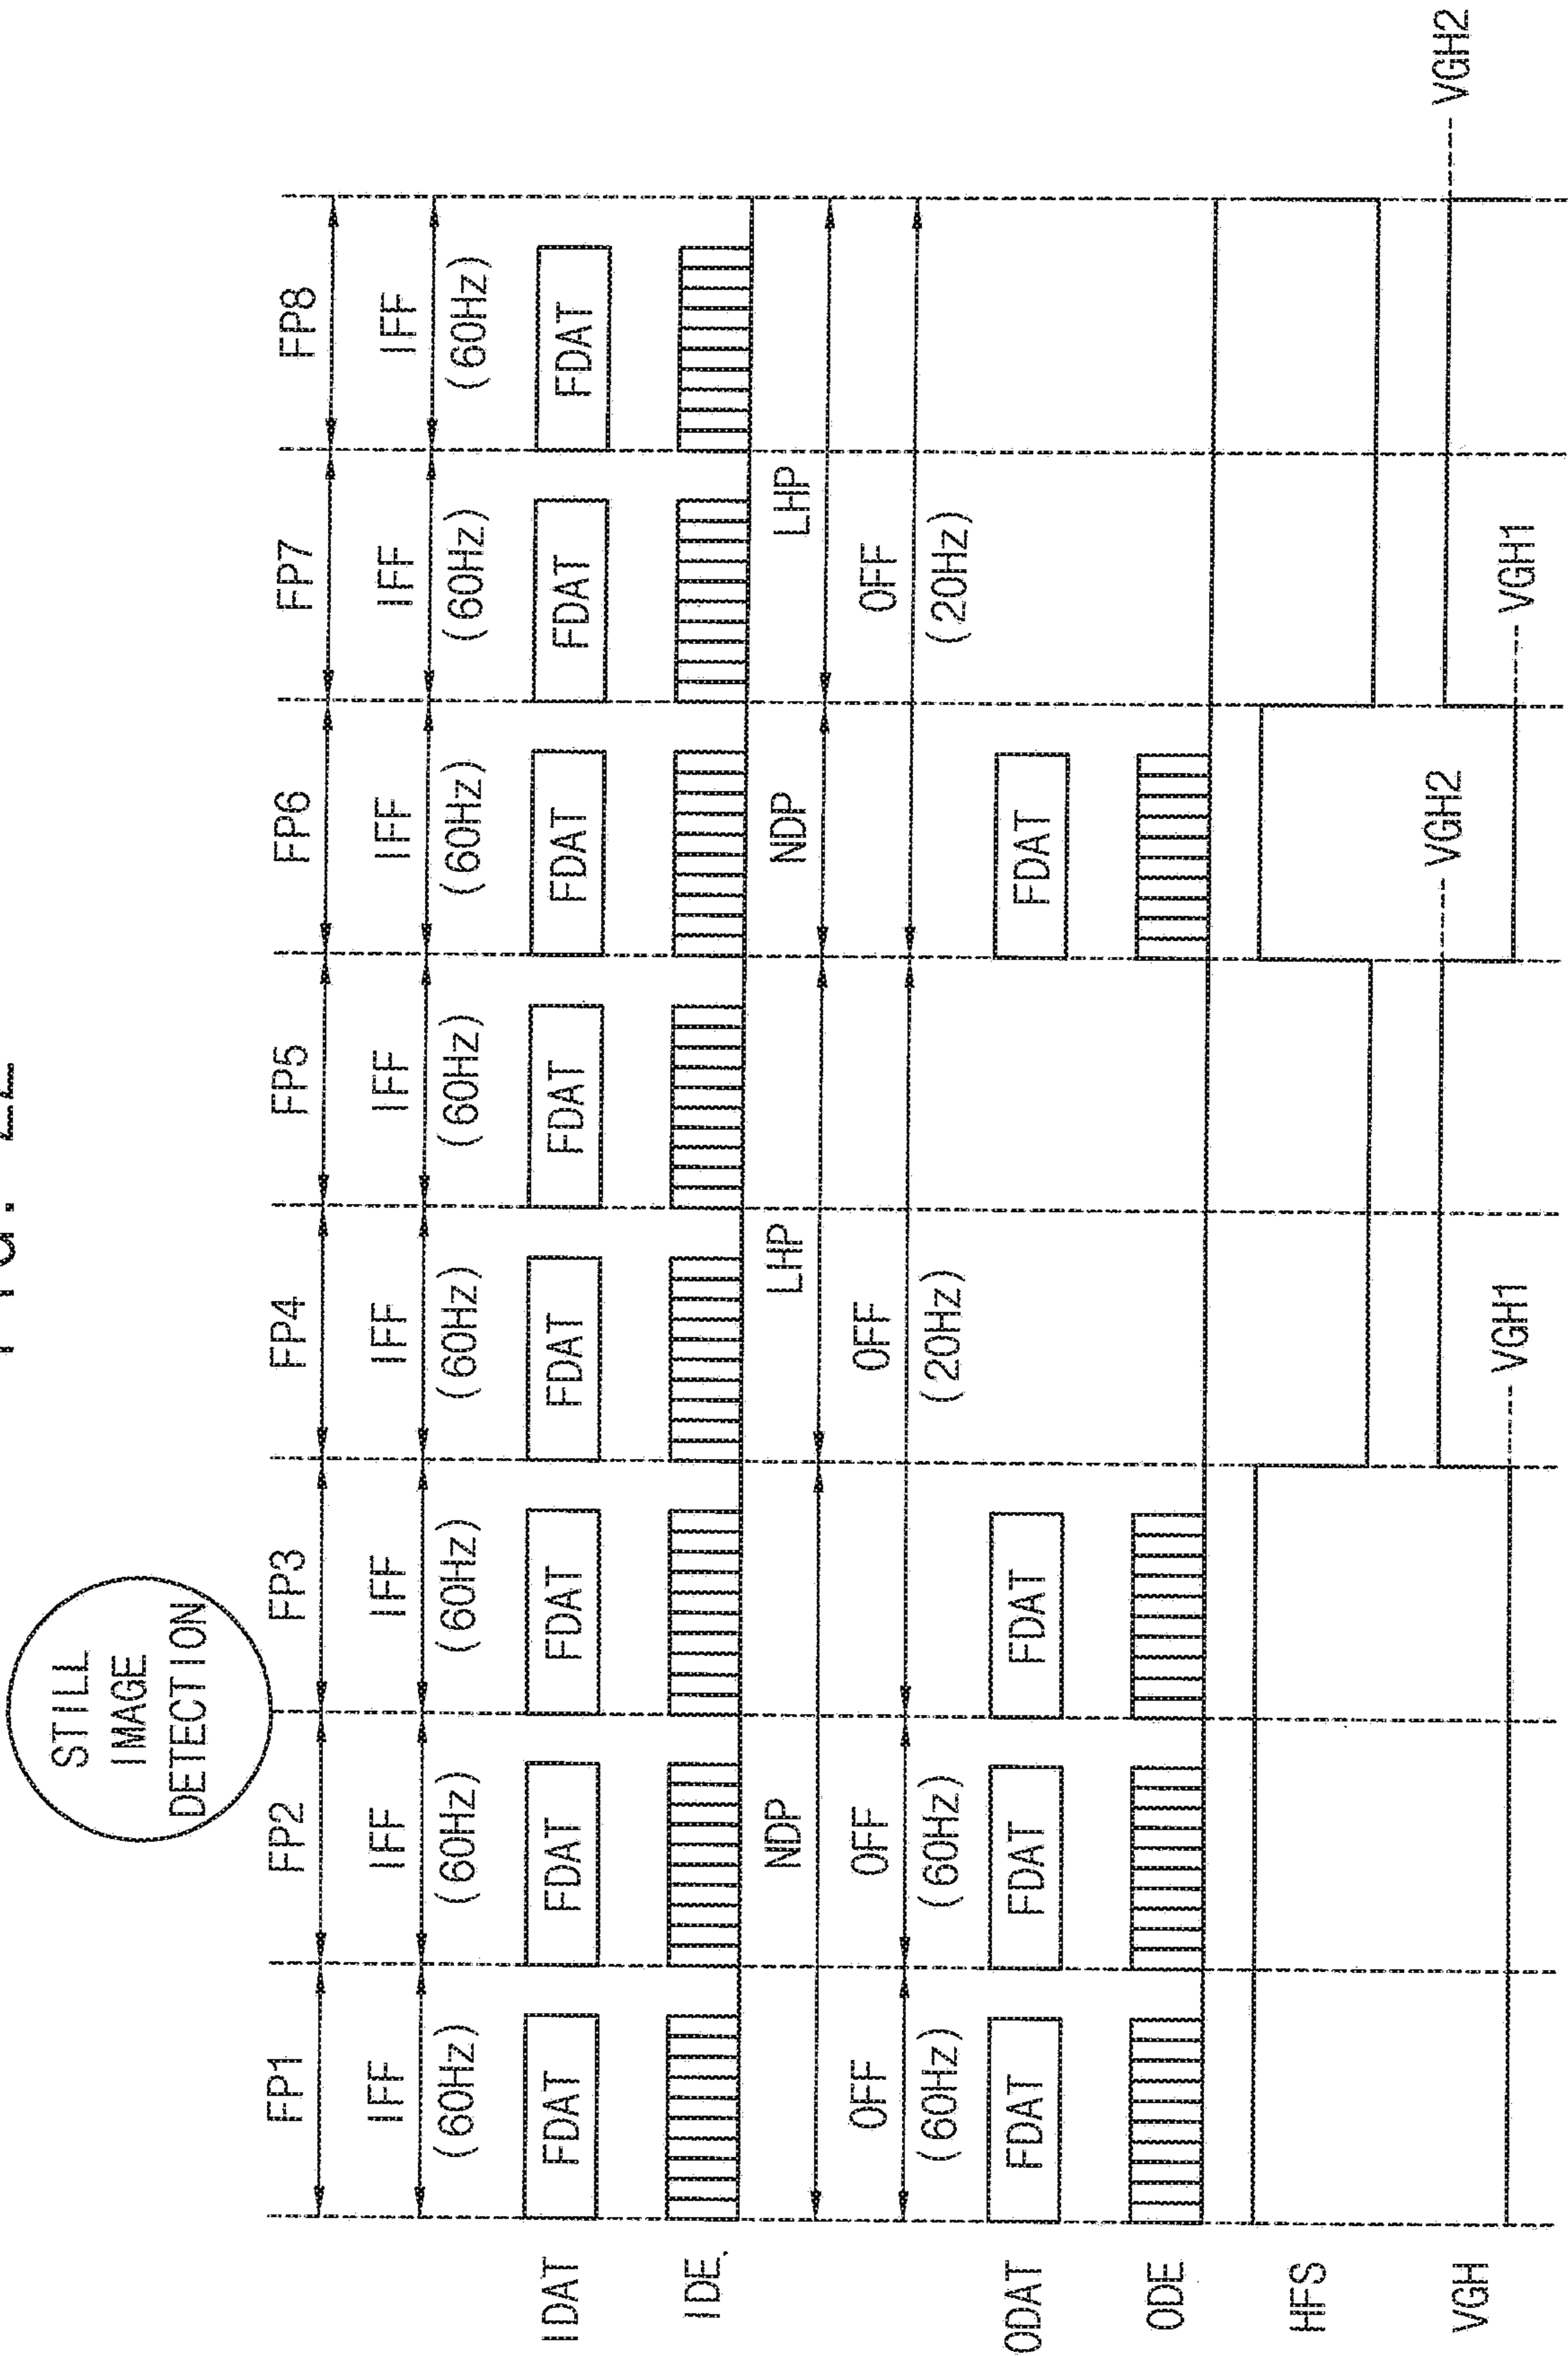 STILL
IMAGE
DETECTION
FP1 FP2 FP3 FP4 FP5 FP6 FP7 FP8
IFF IFF IFF IFF IFF IFF IFF IFF
(60Hz) (60Hz) (60Hz) (60Hz) (60Hz) (60Hz) (60Hz) (60Hz)
IDAT FDAT FDAT FDAT FDAT FDAT FDAT FDAT FDAT
IDE
NDP LHP NDP LHP
OFF OFF OFF OFF
(60Hz) (60Hz) (20Hz) (20Hz)
ODAT FDAT FDAT FDAT FDAT
ODE
HFS
VGH2 VGH2
VGH
VGH1 VGH1